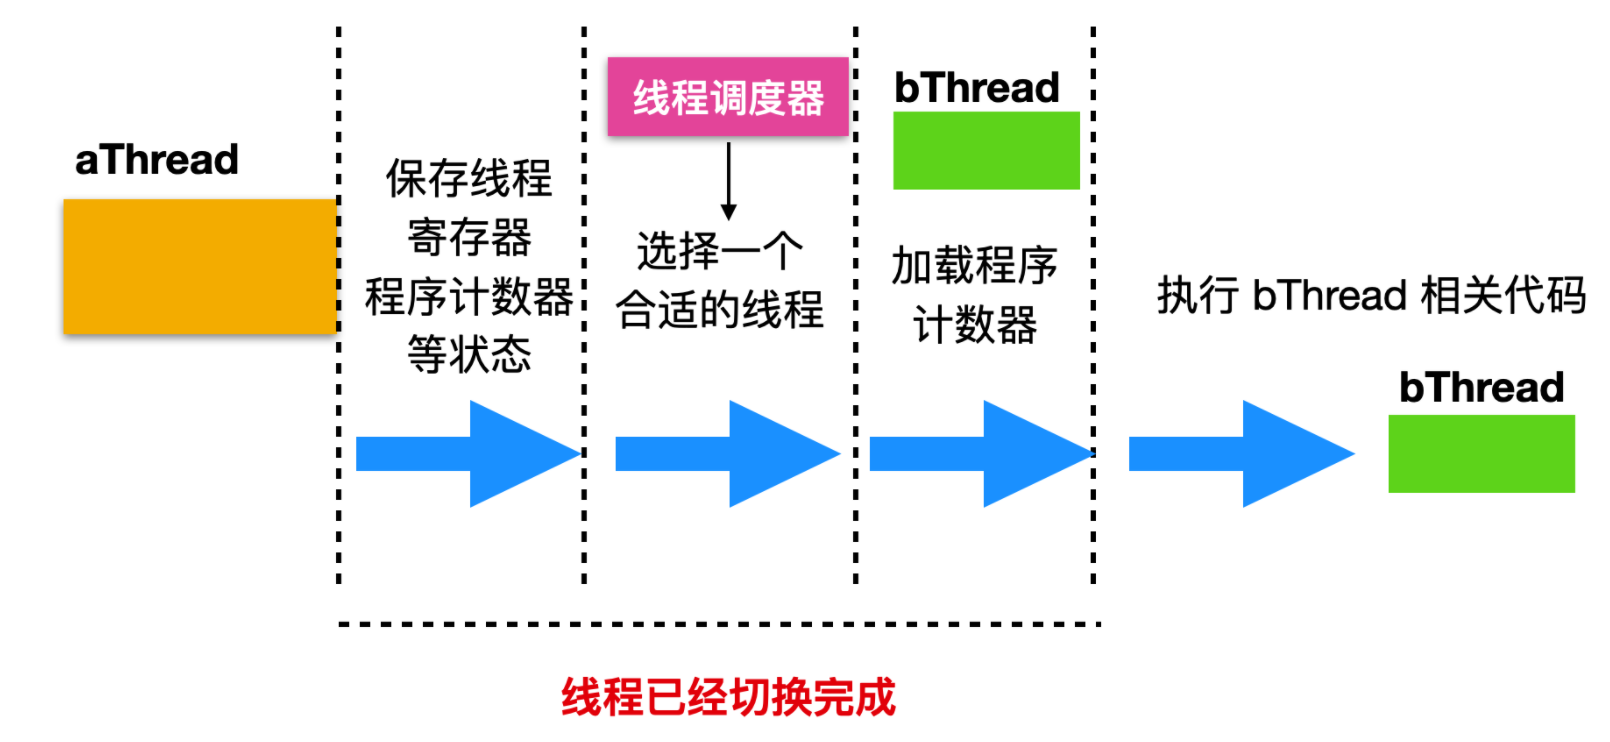 aThread
保存线程
寄存器
程序计数器
等状态
线程调度器
选择一个
合适的线程
bThread
加载程序
计数器
执行 bThread 相关代码
bThread
线程已经切换完成